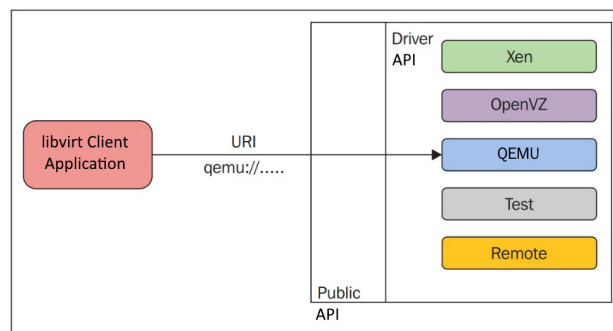 libvirt Client
Application
URI
qemu://.....
Driver
API
Xen
OpenVZ
QEMU
Test
Remote
Public
API